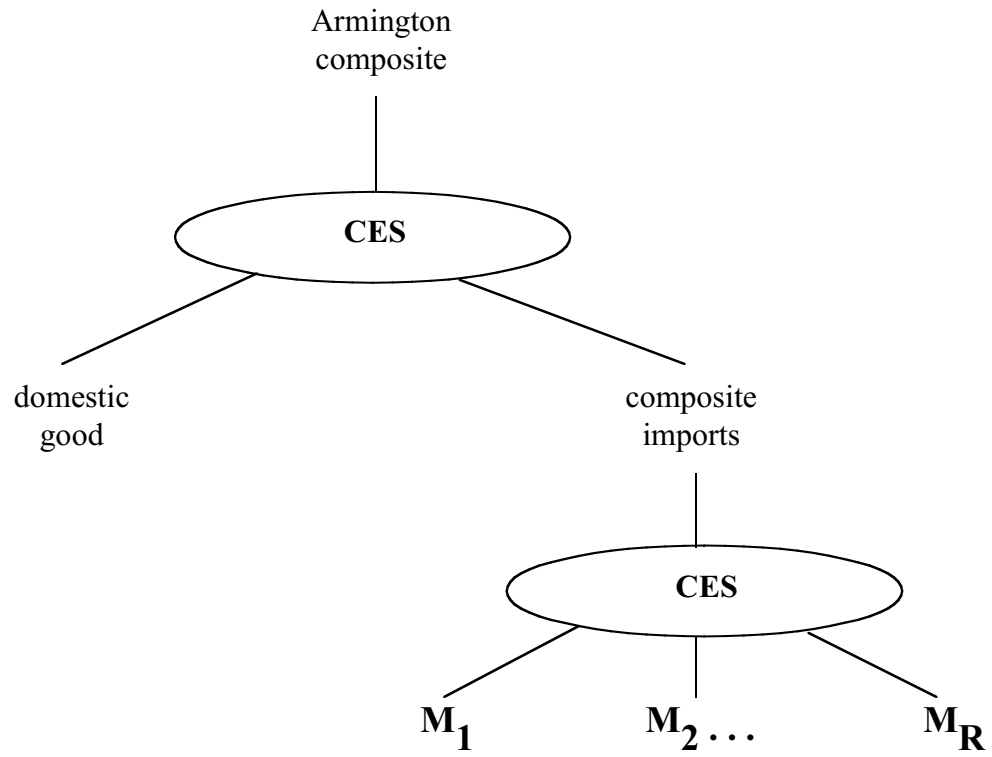 Armington
composite
CES
domestic
good
composite
imports
CES
M1 M2 . . . MR